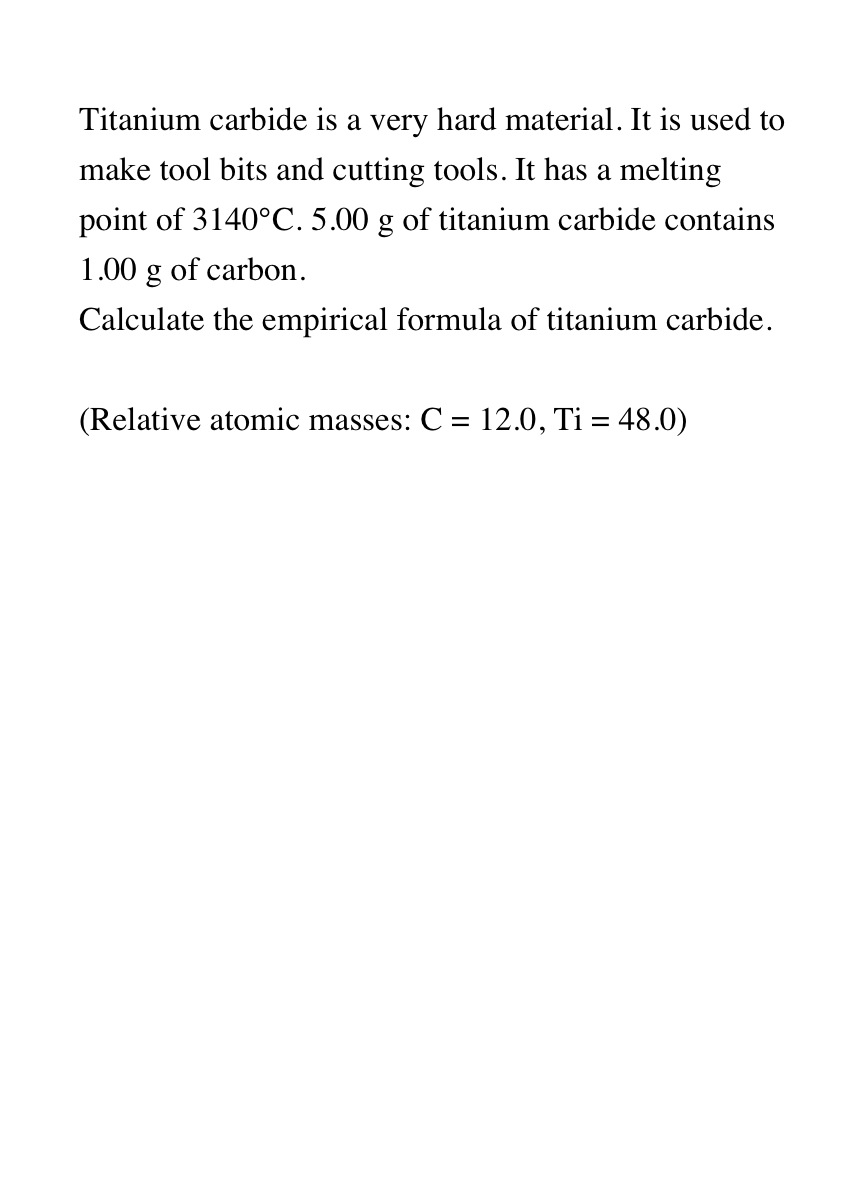 Titanium carbide is a very hard material. It is used to
make tool bits and cutting tools. It has a melting
point of 3140°C. 5.00 g of titanium carbide contains
1.00 g of carbon.
Calculate the empirical formula of titanium carbide.
(Relative atomic masses: C = 12.0, Ti = 48.0)